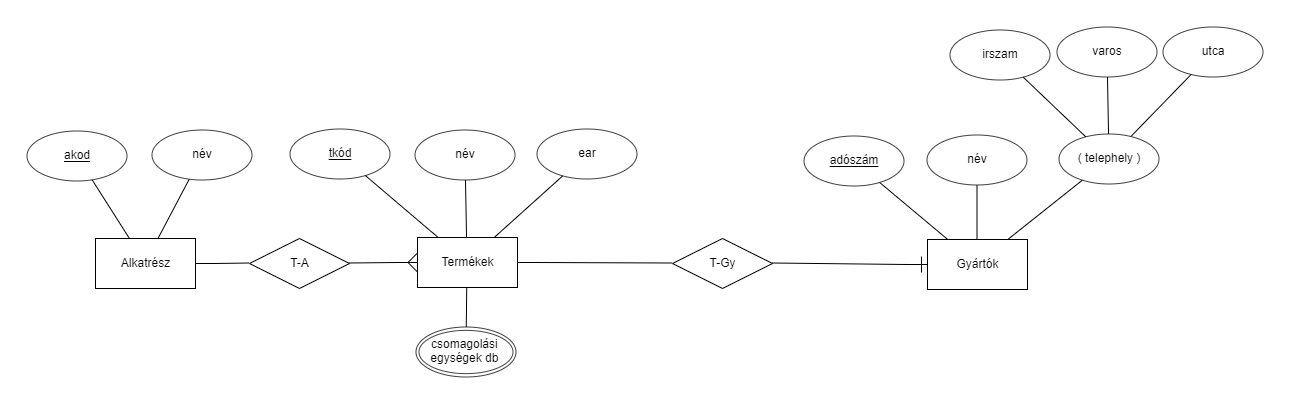 irszam
varos
utca
akod
név
tkód
név
ear
adószám
név
( telephely )
Alkatrész
T-A
Termékek
T-Gy
Gyártók
csomagolási
egységek db